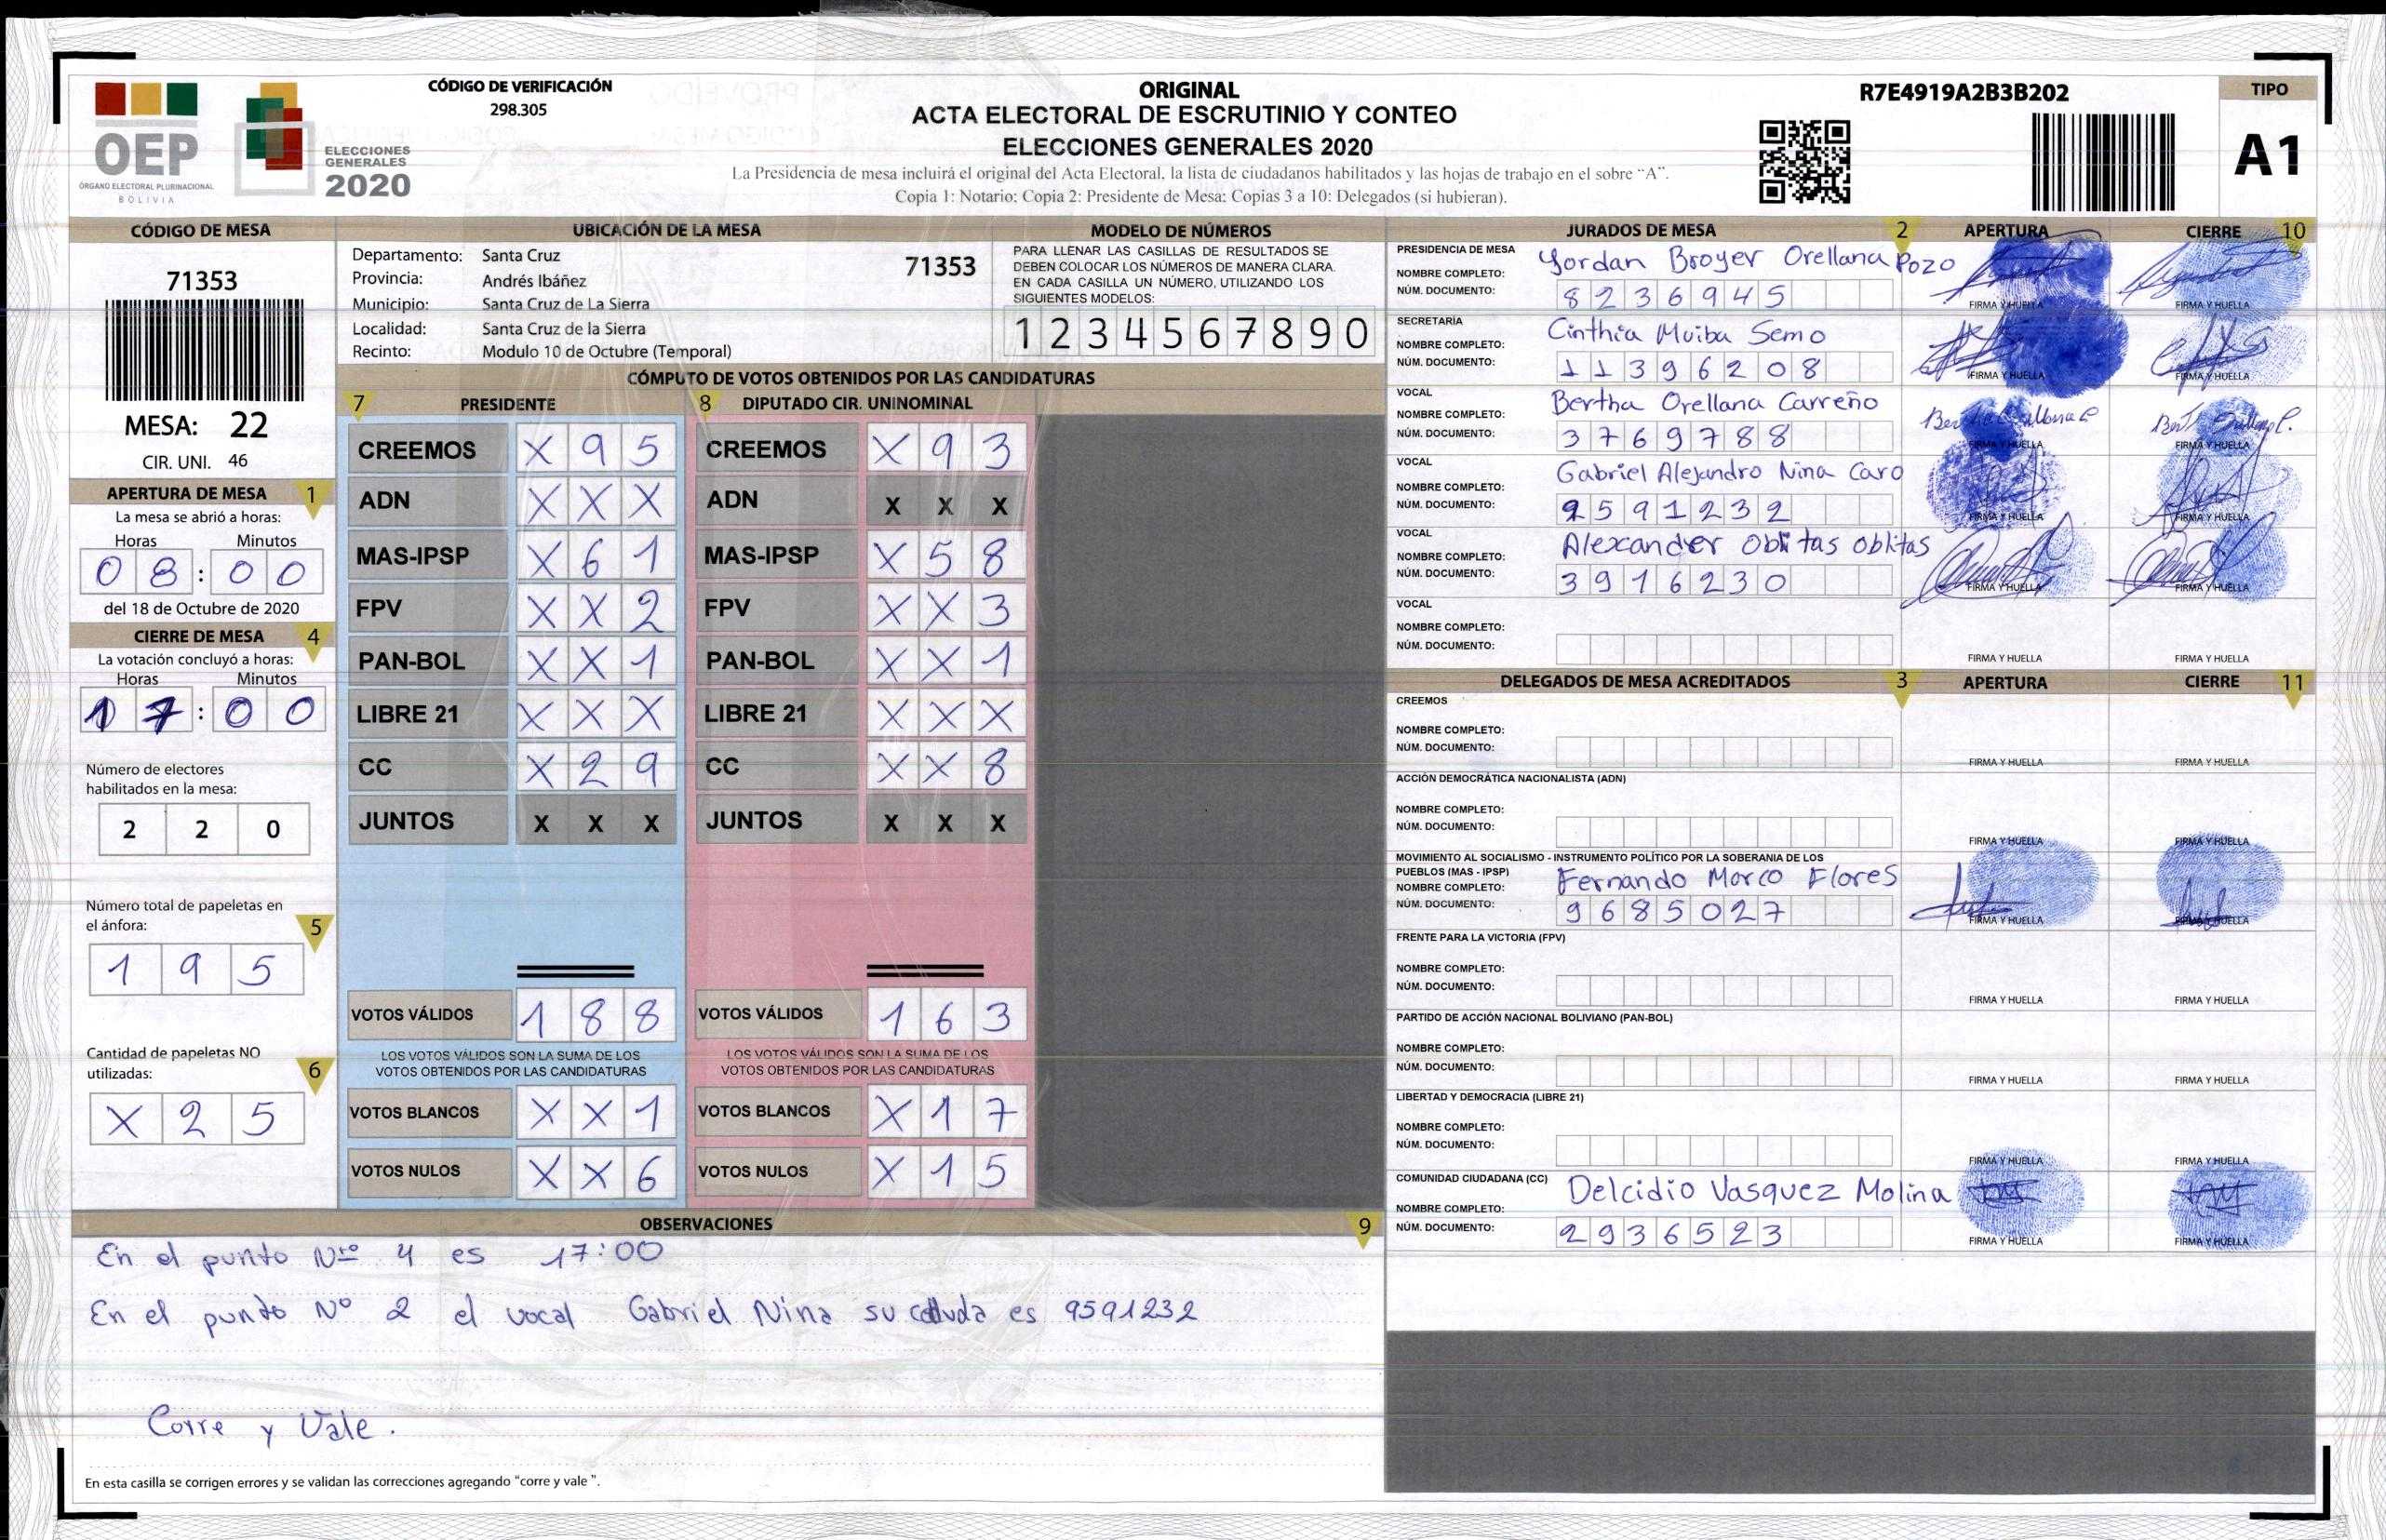 OEP
ÓRGANO ELECTORAL PLURINACIONAL
BOLIVIA
ELECCIONES
GENERALES
2020
CÓDIGO DE VERIFICACIÓN
298.305
ORIGINAL
ACTA ELECTORAL DE ESCRUTINIO Y CONTEO
ELECCIONES GENERALES 2020
La Presidencia de mesa incluirá el original del Acta Electoral, la lista de ciudadanos habilitados y las hojas de trabajo en el sobre “A”.
Copia 1: Notario; Copia 2: Presidente de Mesa; Copias 3 a 10: Delegados (si hubieran).
R7E4919A2B3B202
TIPO
A1
CÓDIGO DE MESA
71353
MESA: 22
CIR. UNI. 46
APERTURA DE MESA 1
La mesa se abrió a horas:
Horas Minutos
0 8 : 0 0
del 18 de Octubre de 2020
CIERRE DE MESA 4
La votación concluyó a horas:
Horas Minutos
1 7 : 0 0
Número de electores
habilitados en la mesa:
2 2 0
Número total de papeletas en
el ánfora: 5
1 9 5
Cantidad de papeletas NO
utilizadas: 6
X 2 5
UBICACIÓN DE LA MESA
Departamento: Santa Cruz 71353
Provincia: Andrés Ibáñez
Municipio: Santa Cruz de La Sierra
Localidad: Santa Cruz de la Sierra
Recinto: Modulo 10 de Octubre (Temporal)
MODELO DE NÚMEROS
PARA LLENAR LAS CASILLAS DE RESULTADOS SE
DEBEN COLOCAR LOS NÚMEROS DE MANERA CLARA.
EN CADA CASILLA UN NÚMERO, UTILIZANDO LOS
SIGUIENTES MODELOS:
1 2 3 4 5 6 7 8 9 0
CÓMPUTO DE VOTOS OBTENIDOS POR LAS CANDIDATURAS
7 PRESIDENTE 8 DIPUTADO CIR. UNINOMINAL
CREEMOS X 9 5 CREEMOS X 9 3
ADN X X X ADN X X X
MAS-IPSP X 6 1 MAS-IPSP X 5 8
FPV X X 2 FPV X X 3
PAN-BOL X X 1 PAN-BOL X X 1
LIBRE 21 X X X LIBRE 21 X X X
CC X 2 9 CC X X 8
JUNTOS X X X JUNTOS X X X
VOTOS VÁLIDOS 1 8 8 VOTOS VÁLIDOS 1 6 3
LOS VOTOS VÁLIDOS SON LA SUMA DE LOS LOS VOTOS VÁLIDOS SON LA SUMA DE LOS
VOTOS OBTENIDOS POR LAS CANDIDATURAS VOTOS OBTENIDOS POR LAS CANDIDATURAS
VOTOS BLANCOS X X 1 VOTOS BLANCOS X 1 7
VOTOS NULOS X X 6 VOTOS NULOS X 1 5
OBSERVACIONES 9
En el punto Nro 4 es 17:00
En el punto Nº 2 el vocal Gabriel Nina su es 9591232
Corre y Vale.
En esta casilla se corrigen errores y se validan las correcciones agregando “corre y vale ”.
JURADOS DE MESA 2 APERTURA CIERRE 10
PRESIDENCIA DE MESA
NOMBRE COMPLETO: Yordan Broyer Orellana Pozo
NÚM. DOCUMENTO: 8236945 FIRMA Y HUELLA FIRMA Y HUELLA
SECRETARÍA
NOMBRE COMPLETO: Cinthia Muiba Semo
NÚM. DOCUMENTO: 11396208 FIRMA Y HUELLA FIRMA Y HUELLA
VOCAL
NOMBRE COMPLETO: Bertha Orellana Carreño
NÚM. DOCUMENTO: 3769788 FIRMA Y HUELLA FIRMA Y HUELLA
VOCAL
NOMBRE COMPLETO: Gabriel Alejandro Nina Caro
NÚM. DOCUMENTO: 9591232 FIRMA Y HUELLA FIRMA Y HUELLA
VOCAL
NOMBRE COMPLETO: Alexander Oblitas Oblitas
NÚM. DOCUMENTO: 3916230 FIRMA Y HUELLA FIRMA Y HUELLA
VOCAL
NOMBRE COMPLETO:
NÚM. DOCUMENTO: FIRMA Y HUELLA FIRMA Y HUELLA
DELEGADOS DE MESA ACREDITADOS 3 APERTURA CIERRE 11
CREEMOS
NOMBRE COMPLETO:
NÚM. DOCUMENTO: FIRMA Y HUELLA FIRMA Y HUELLA
ACCIÓN DEMOCRÁTICA NACIONALISTA (ADN)
NOMBRE COMPLETO:
NÚM. DOCUMENTO: FIRMA Y HUELLA FIRMA Y HUELLA
MOVIMIENTO AL SOCIALISMO - INSTRUMENTO POLÍTICO POR LA SOBERANIA DE LOS
PUEBLOS (MAS - IPSP)
NOMBRE COMPLETO: Fernando Marco Flores
NÚM. DOCUMENTO: 9685027 FIRMA Y HUELLA FIRMA Y HUELLA
FRENTE PARA LA VICTORIA (FPV)
NOMBRE COMPLETO:
NÚM. DOCUMENTO: FIRMA Y HUELLA FIRMA Y HUELLA
PARTIDO DE ACCIÓN NACIONAL BOLIVIANO (PAN-BOL)
NOMBRE COMPLETO:
NÚM. DOCUMENTO: FIRMA Y HUELLA FIRMA Y HUELLA
LIBERTAD Y DEMOCRACIA (LIBRE 21)
NOMBRE COMPLETO:
NÚM. DOCUMENTO: FIRMA Y HUELLA FIRMA Y HUELLA
COMUNIDAD CIUDADANA (CC)
NOMBRE COMPLETO: Delcidio Vasquez Molina
NÚM. DOCUMENTO: 2936523 FIRMA Y HUELLA FIRMA Y HUELLA